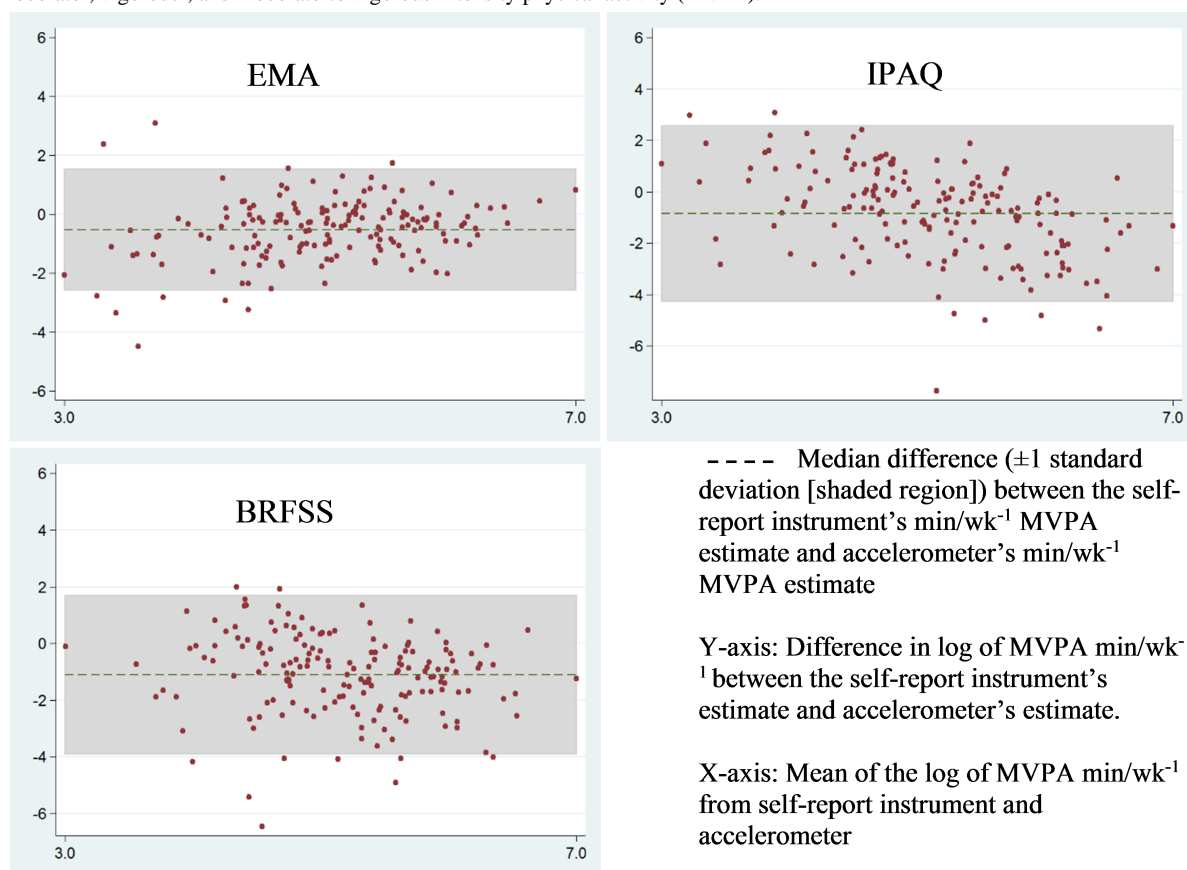 6
4
2
0
-2
-4
-6
3.0 7.0
EMA
6
4
2
0
-2
-4
-6
3.0 7.0
IPAQ
6
4
2
0
-2
-4
-6
3.0 7.0
BRFSS
---- Median difference (±1 standard
deviation [shaded region]) between the self-
report instrument's min/wk-1 MVPA
estimate and accelerometer's min/wk-1
MVPA estimate
Y-axis: Difference in log of MVPA min/wk-
1 between the self-report instrument's
estimate and accelerometer's estimate.
X-axis: Mean of the log of MVPA min/wk-1
from self-report instrument and
accelerometer